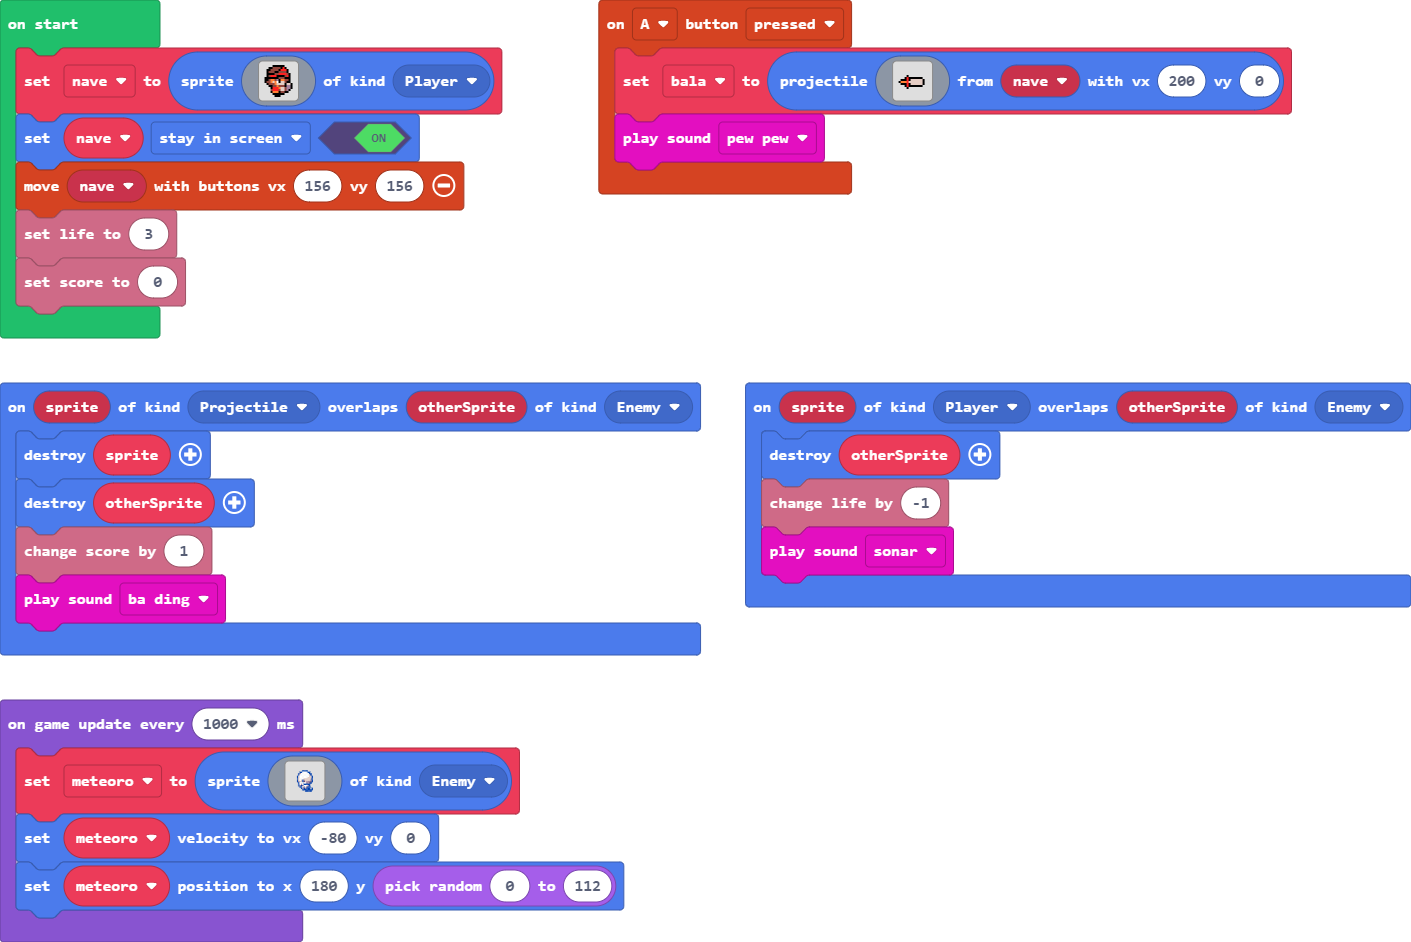 on start
set nave to sprite of kind Player
set nave stay in screen ON
move nave with buttons vx 156 vy 156
set life to 3
set score to 0
on A button pressed
set bala to projectile from nave with vx 200 vy 0
play sound pew pew
on sprite of kind Projectile overlaps otherSprite of kind Enemy
destroy sprite
destroy otherSprite
change score by 1
play sound ba ding
on sprite of kind Player overlaps otherSprite of kind Enemy
destroy otherSprite
change life by -1
play sound sonar
on game update every 1000 ms
set meteoro to sprite of kind Enemy
set meteoro velocity to vx -80 vy 0
set meteoro position to x 180 y pick random 0 to 112